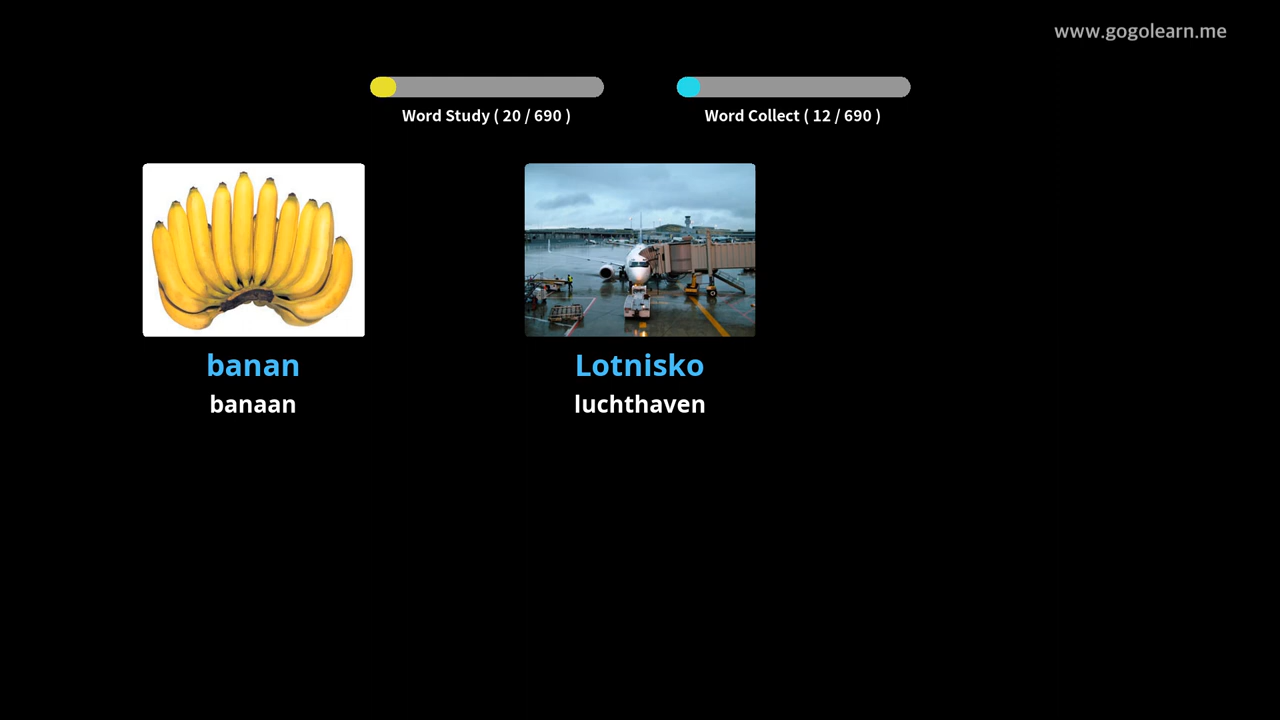 www.gogolearn.me
Word Study ( 20 / 690 )
Word Collect ( 12 / 690 )
banan
banaan
Lotnisko
luchthaven